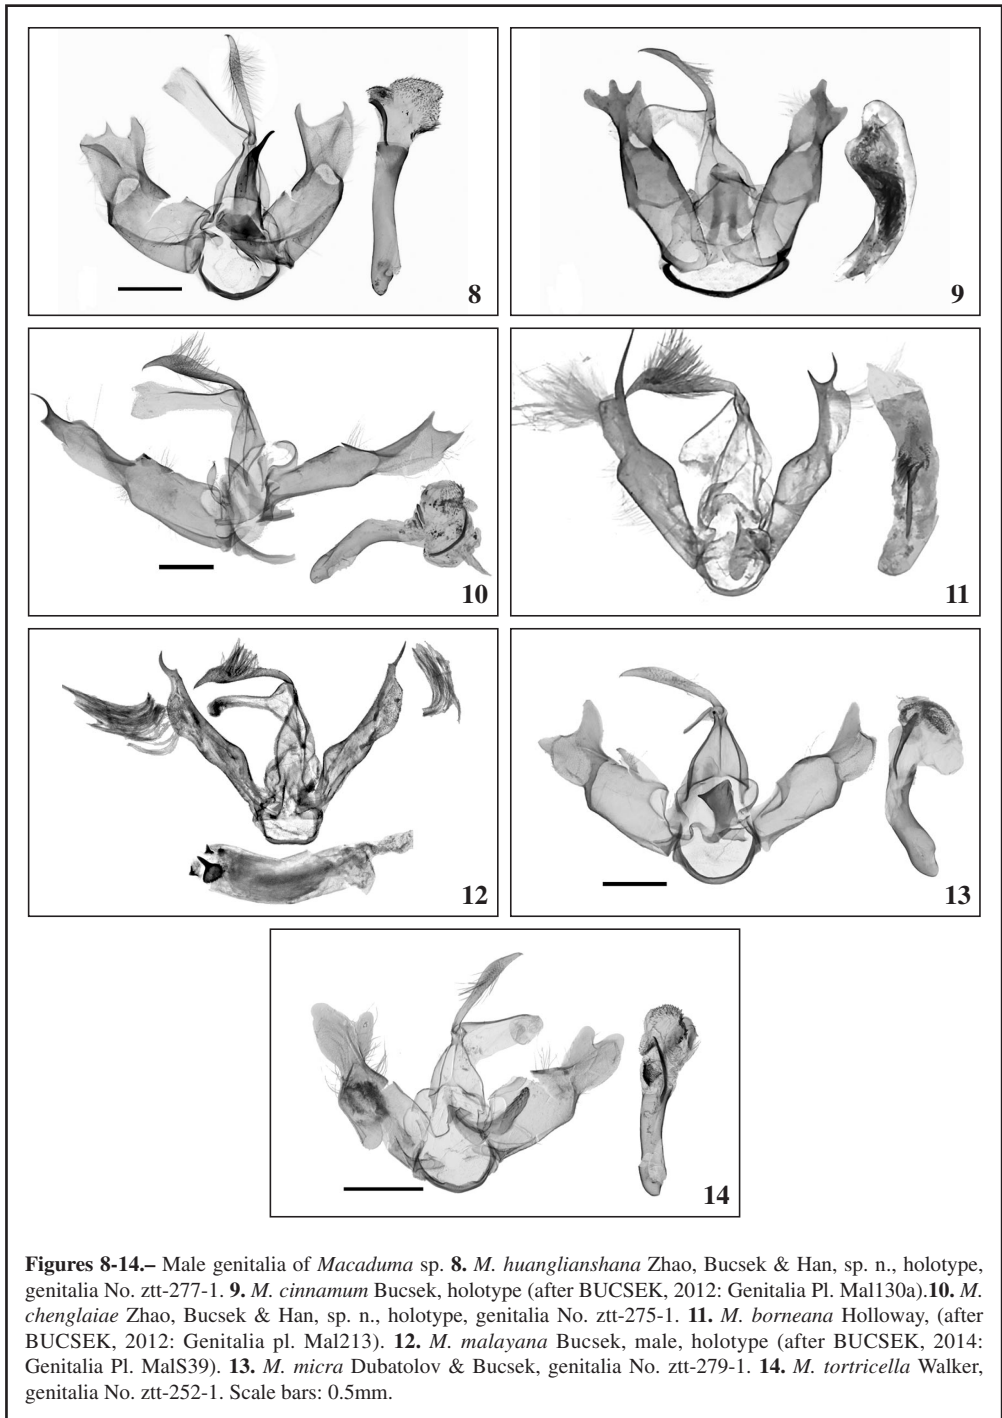 8
9
10
11
12
13
14
Figures 8-14.– Male genitalia of Macaduma sp. 8. M. huanglianshana Zhao, Bucsek & Han, sp. n., holotype,
genitalia No. ztt-277-1. 9. M. cinnamum Bucsek, holotype (after BUCSEK, 2012: Genitalia Pl. Mal130a).10. M.
chenglaiae Zhao, Bucsek & Han, sp. n., holotype, genitalia No. ztt-275-1. 11. M. borneana Holloway, (after
BUCSEK, 2012: Genitalia pl. Mal213). 12. M. malayana Bucsek, male, holotype (after BUCSEK, 2014:
Genitalia Pl. MalS39). 13. M. micra Dubatolov & Bucsek, genitalia No. ztt-279-1. 14. M. tortricella Walker,
genitalia No. ztt-252-1. Scale bars: 0.5mm.